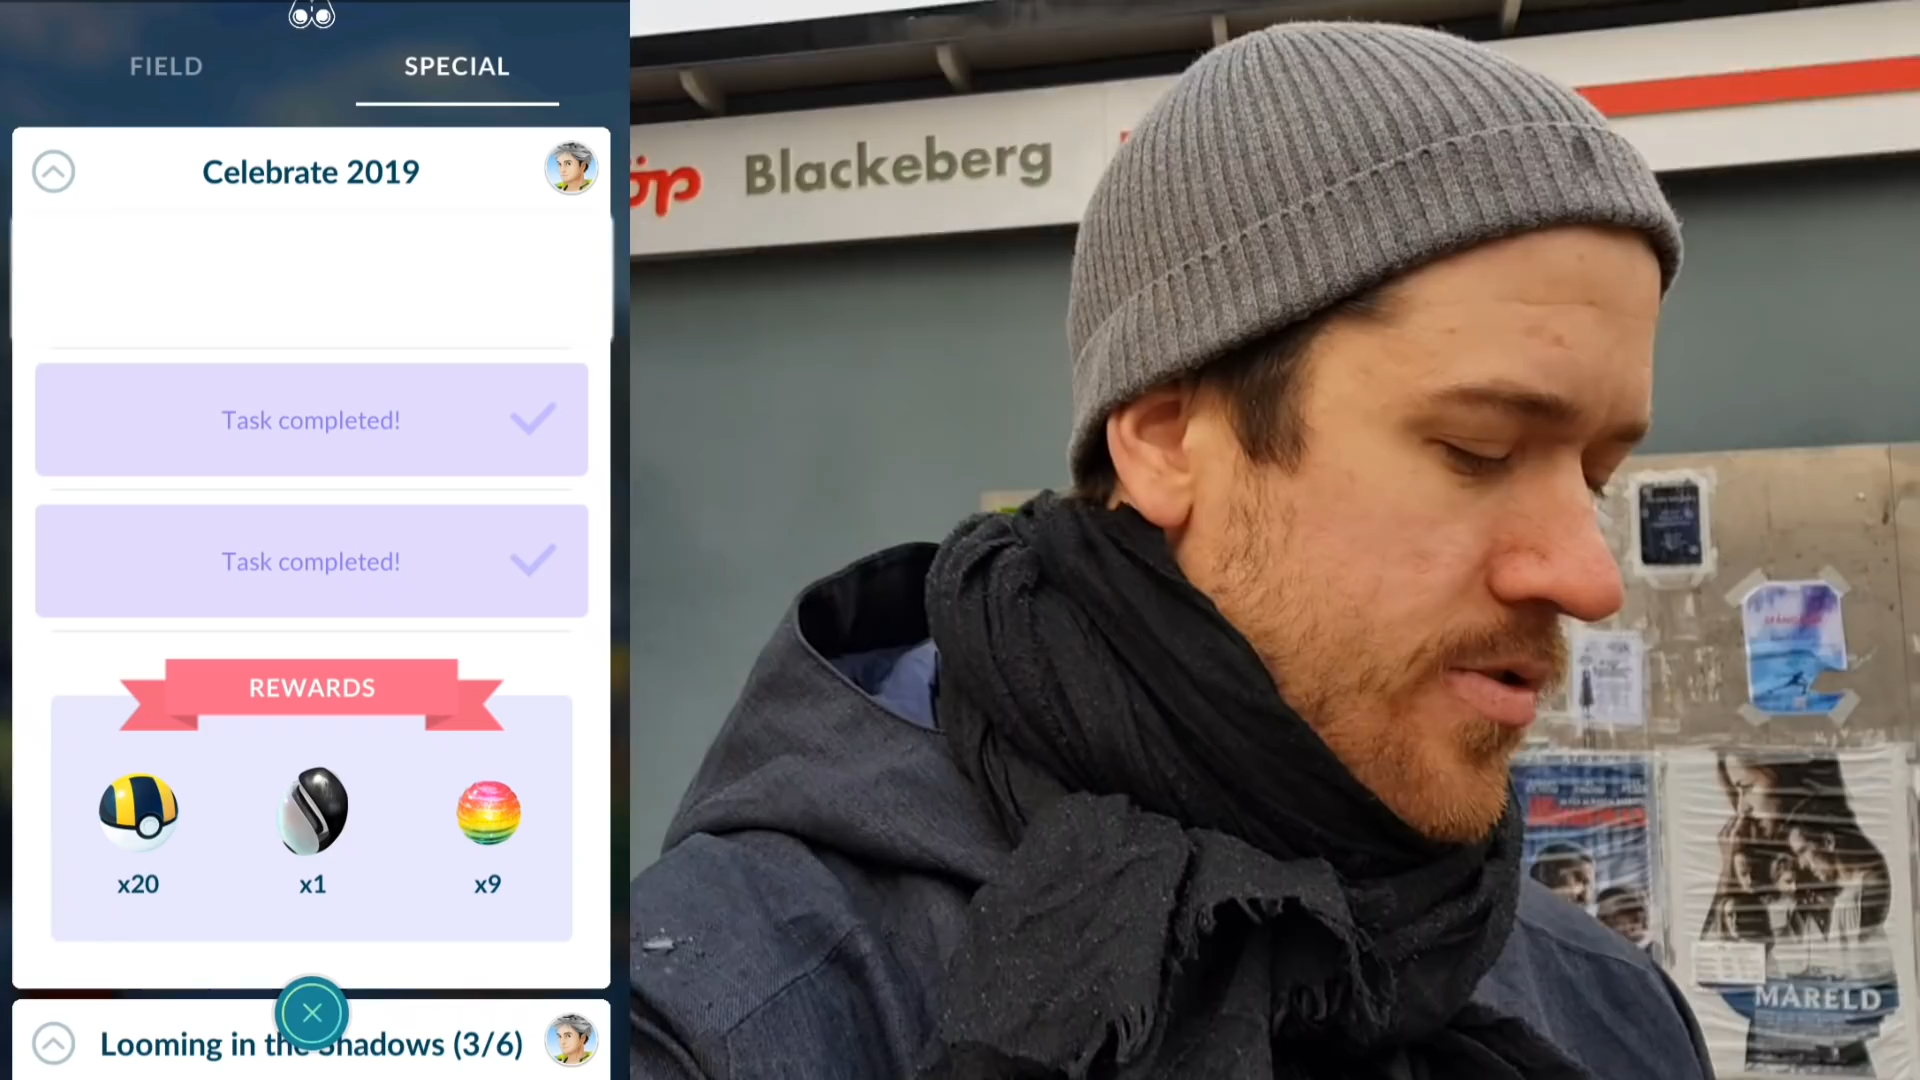 FIELD
SPECIAL
Celebrate 2019
Task completed!
Task completed!
REWARDS
x20
x1
x9
Looming in the Shadows (3/6)
öp Blackeberg
MARELD